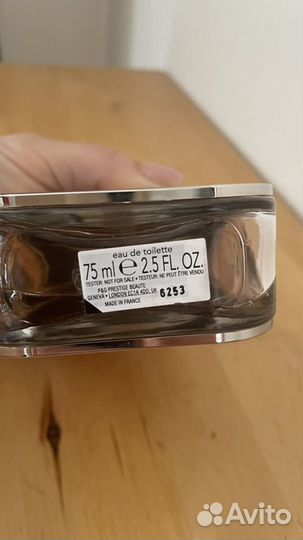 eau de toilette
75 ml ℮ 2.5 FL. OZ.
TESTER: NOT FOR SALE • TESTEUR: NE PEUT ÊTRE VENDU
P&G PRESTIGE BEAUTE
GENEVA • LONDON EC1A 4DD, UK 6253
MADE IN FRANCE
Avito